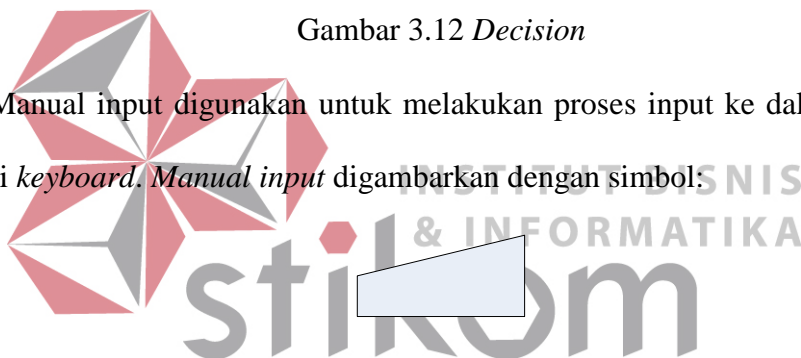 Gambar 3.12 Decision
Manual input digunakan untuk melakukan proses input ke dal
i keyboard. Manual input digambarkan dengan simbol:
INSTITUT BISNIS
& INFORMATIKA
stikom